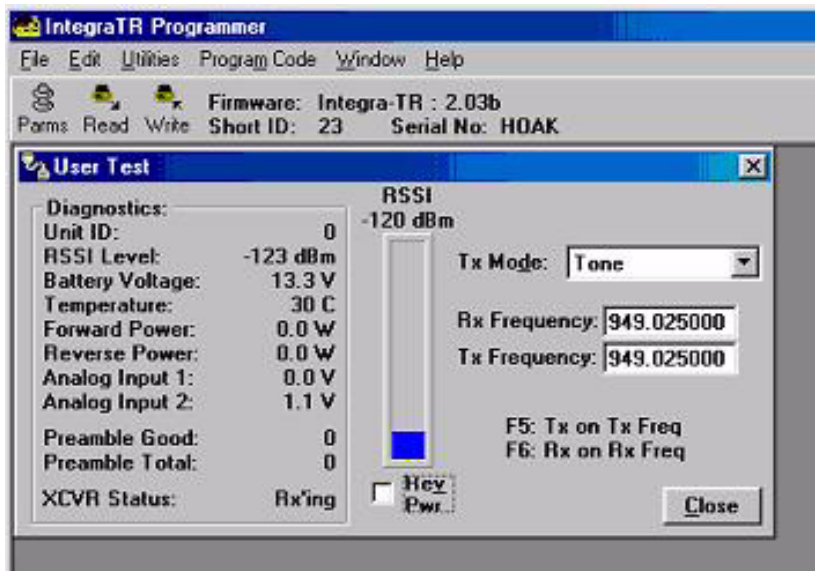 IntegraTR Programmer
File Edit Utilities Program Code Window Help
Parms Read Write
Firmware: Integra-TR : 2.03b
Short ID: 23 Serial No: HOAK
User Test
Diagnostics:
Unit ID: 0
RSSI Level: -123 dBm
Battery Voltage: 13.3 V
Temperature: 30 C
Forward Power: 0.0 W
Reverse Power: 0.0 W
Analog Input 1: 0.0 V
Analog Input 2: 1.1 V
Preamble Good: 0
Preamble Total: 0
XCVR Status: Rx'ing
RSSI
-120 dBm
Pwr.
Tx Mode: Tone
Rx Frequency: 949.025000
Tx Frequency: 949.025000
F5: Tx on Tx Freq
F6: Rx on Rx Freq
Close